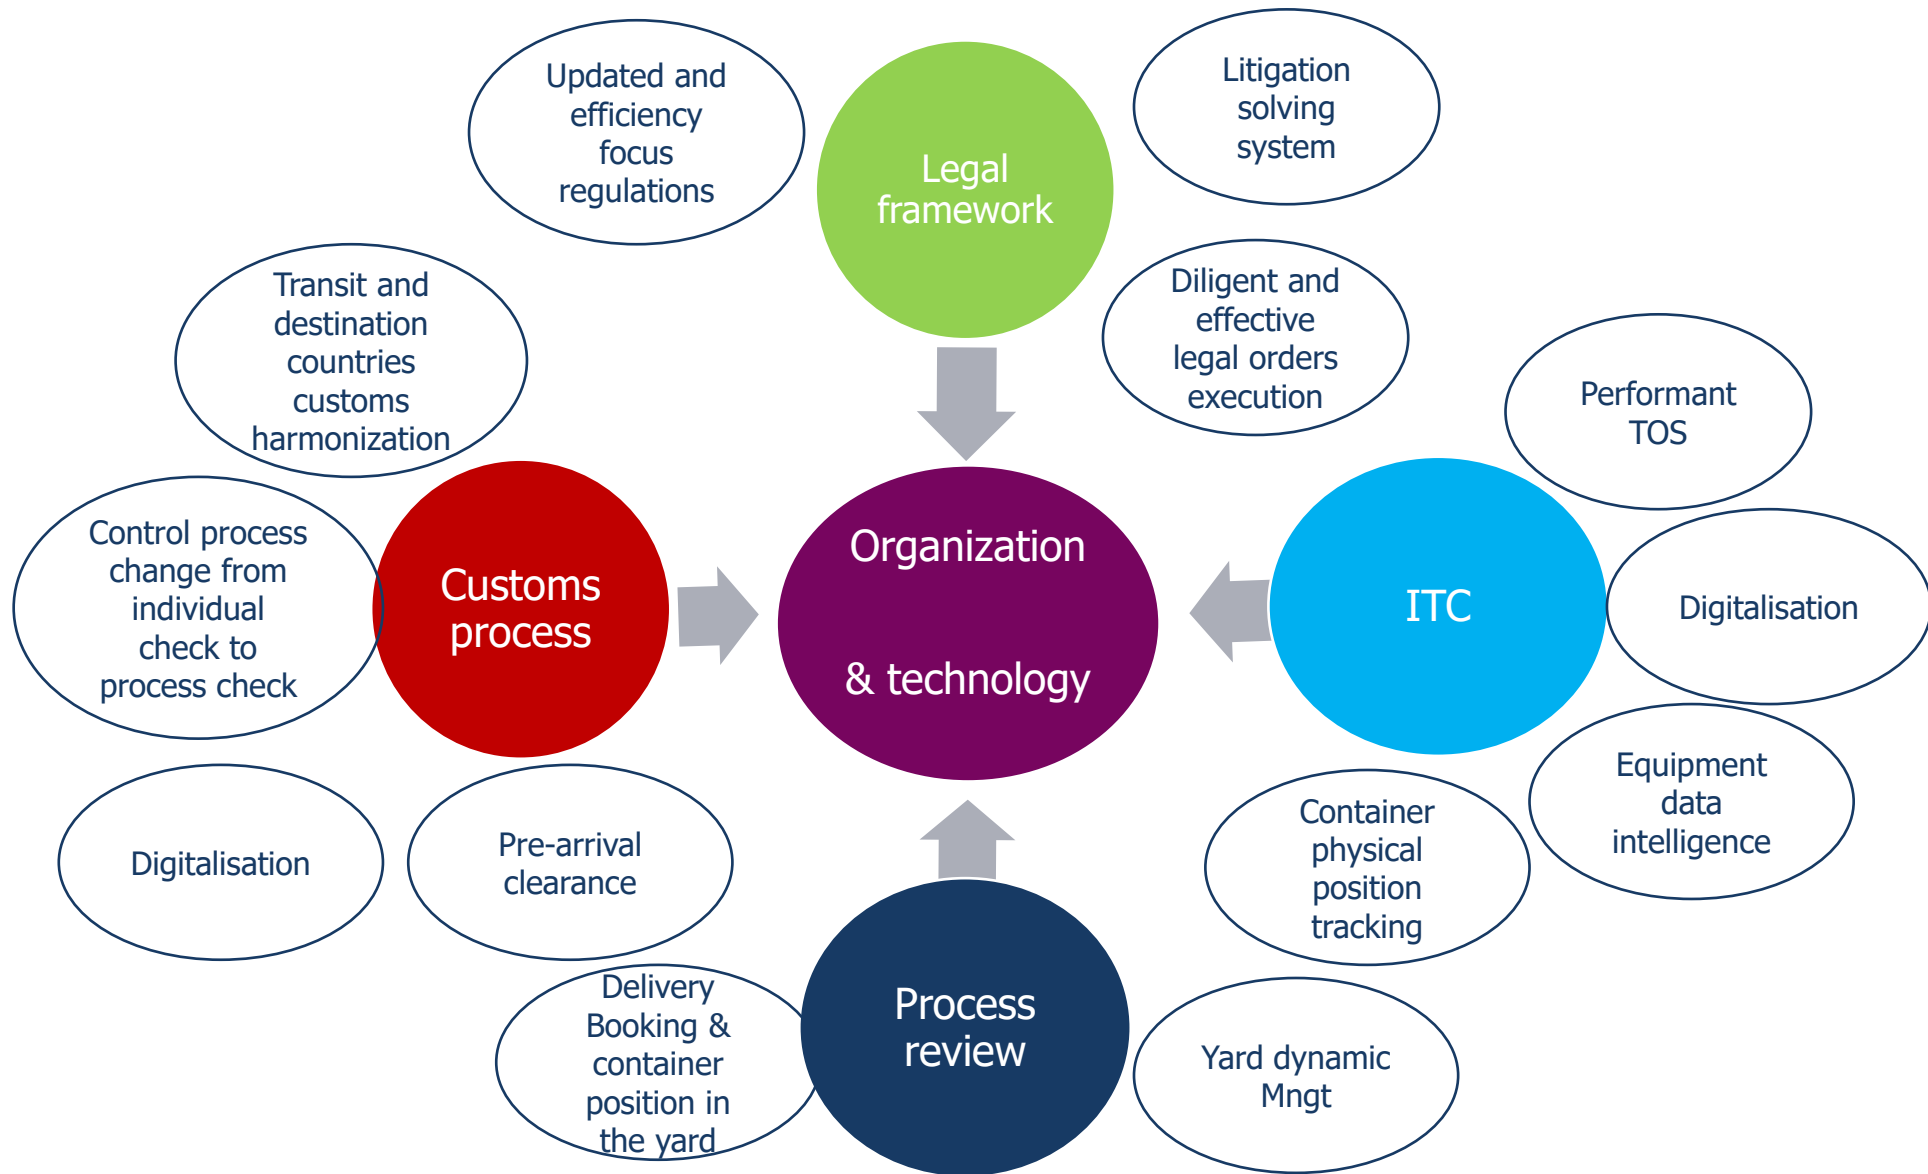 Updated and
efficiency
focus
regulations
Legal
framework
Litigation
solving
system
Transit and
destination
countries
customs
harmonization
Diligent and
effective
legal orders
execution
Performant
TOS
Control process
change from
individual
check to
process check
Customs
process
Organization
& technology
ITC
Digitalisation
Equipment
data
intelligence
Digitalisation
Pre-arrival
clearance
Container
physical
position
tracking
Delivery
Booking &
container
position in
the yard
Process
review
Yard dynamic
Mngt